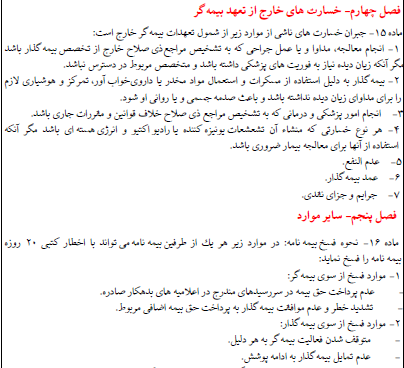 فصل چهارم- خسارت های خارج از تعهد بیمه گر
ماده ۱۵- جبران خسارت های ناشی از موارد زیر از شمول تعهدات بیمه گر خارج است:
۱- انجام معالجه، مداوا و یا عمل جراحی که به تشخیص مراجع ذی صلاح خارج از تخصص بیمه گذار باشد
مگر آنکه زیان دیده نیاز به فوریت های پزشکی داشته باشد و متخصص مربوط در دسترس نباشد.
۲- بیمه گذار به دلیل استفاده از مسکرات و استعمال مواد مخدر یا داروی خواب آور، تمرکز و هوشیاری لازم
را برای مداوای زیان دیده نداشته باشد و باعث صدمه جسمی و یا روانی او شود.
۳- انجام امور پزشکی و درمانی که به تشخیص مراجع ذی صلاح خلاف قوانین و مقررات جاری باشد.
۴- هر نوع خسارتی که منشاء آن تشعشعات یونیزه کننده یا رادیو اکتیو و انرژی هسته ای باشد مگر آنکه
استفاده از آنها برای معالجه بیمار ضروری باشد.
۵- عدم النفع.
۶- عمد بیمه گذار.
۷- جرایم و جزای نقدی.
فصل پنجم- سایر موارد
ماده ۱۶- نحوه فسخ بیمه نامه: در موارد زیر هر یك از طرفین بیمه نامه می تواند با اخطار کتبی ۲۰ روزه
بیمه نامه را فسخ نماید:
۱- موارد فسخ از سوی بیمه گر:
- عدم پرداخت حق بیمه در سررسیدهای مندرج در اعلامیه های بدهکار صادره.
- تشدید خطر و عدم موافقت بیمه گذار به پرداخت حق بیمه اضافی مربوط.
۲- موارد فسخ از سوی بیمه گذار:
- متوقف شدن فعالیت بیمه گر به هر دلیل.
- عدم تمایل بیمه گذار به ادامه پوشش.